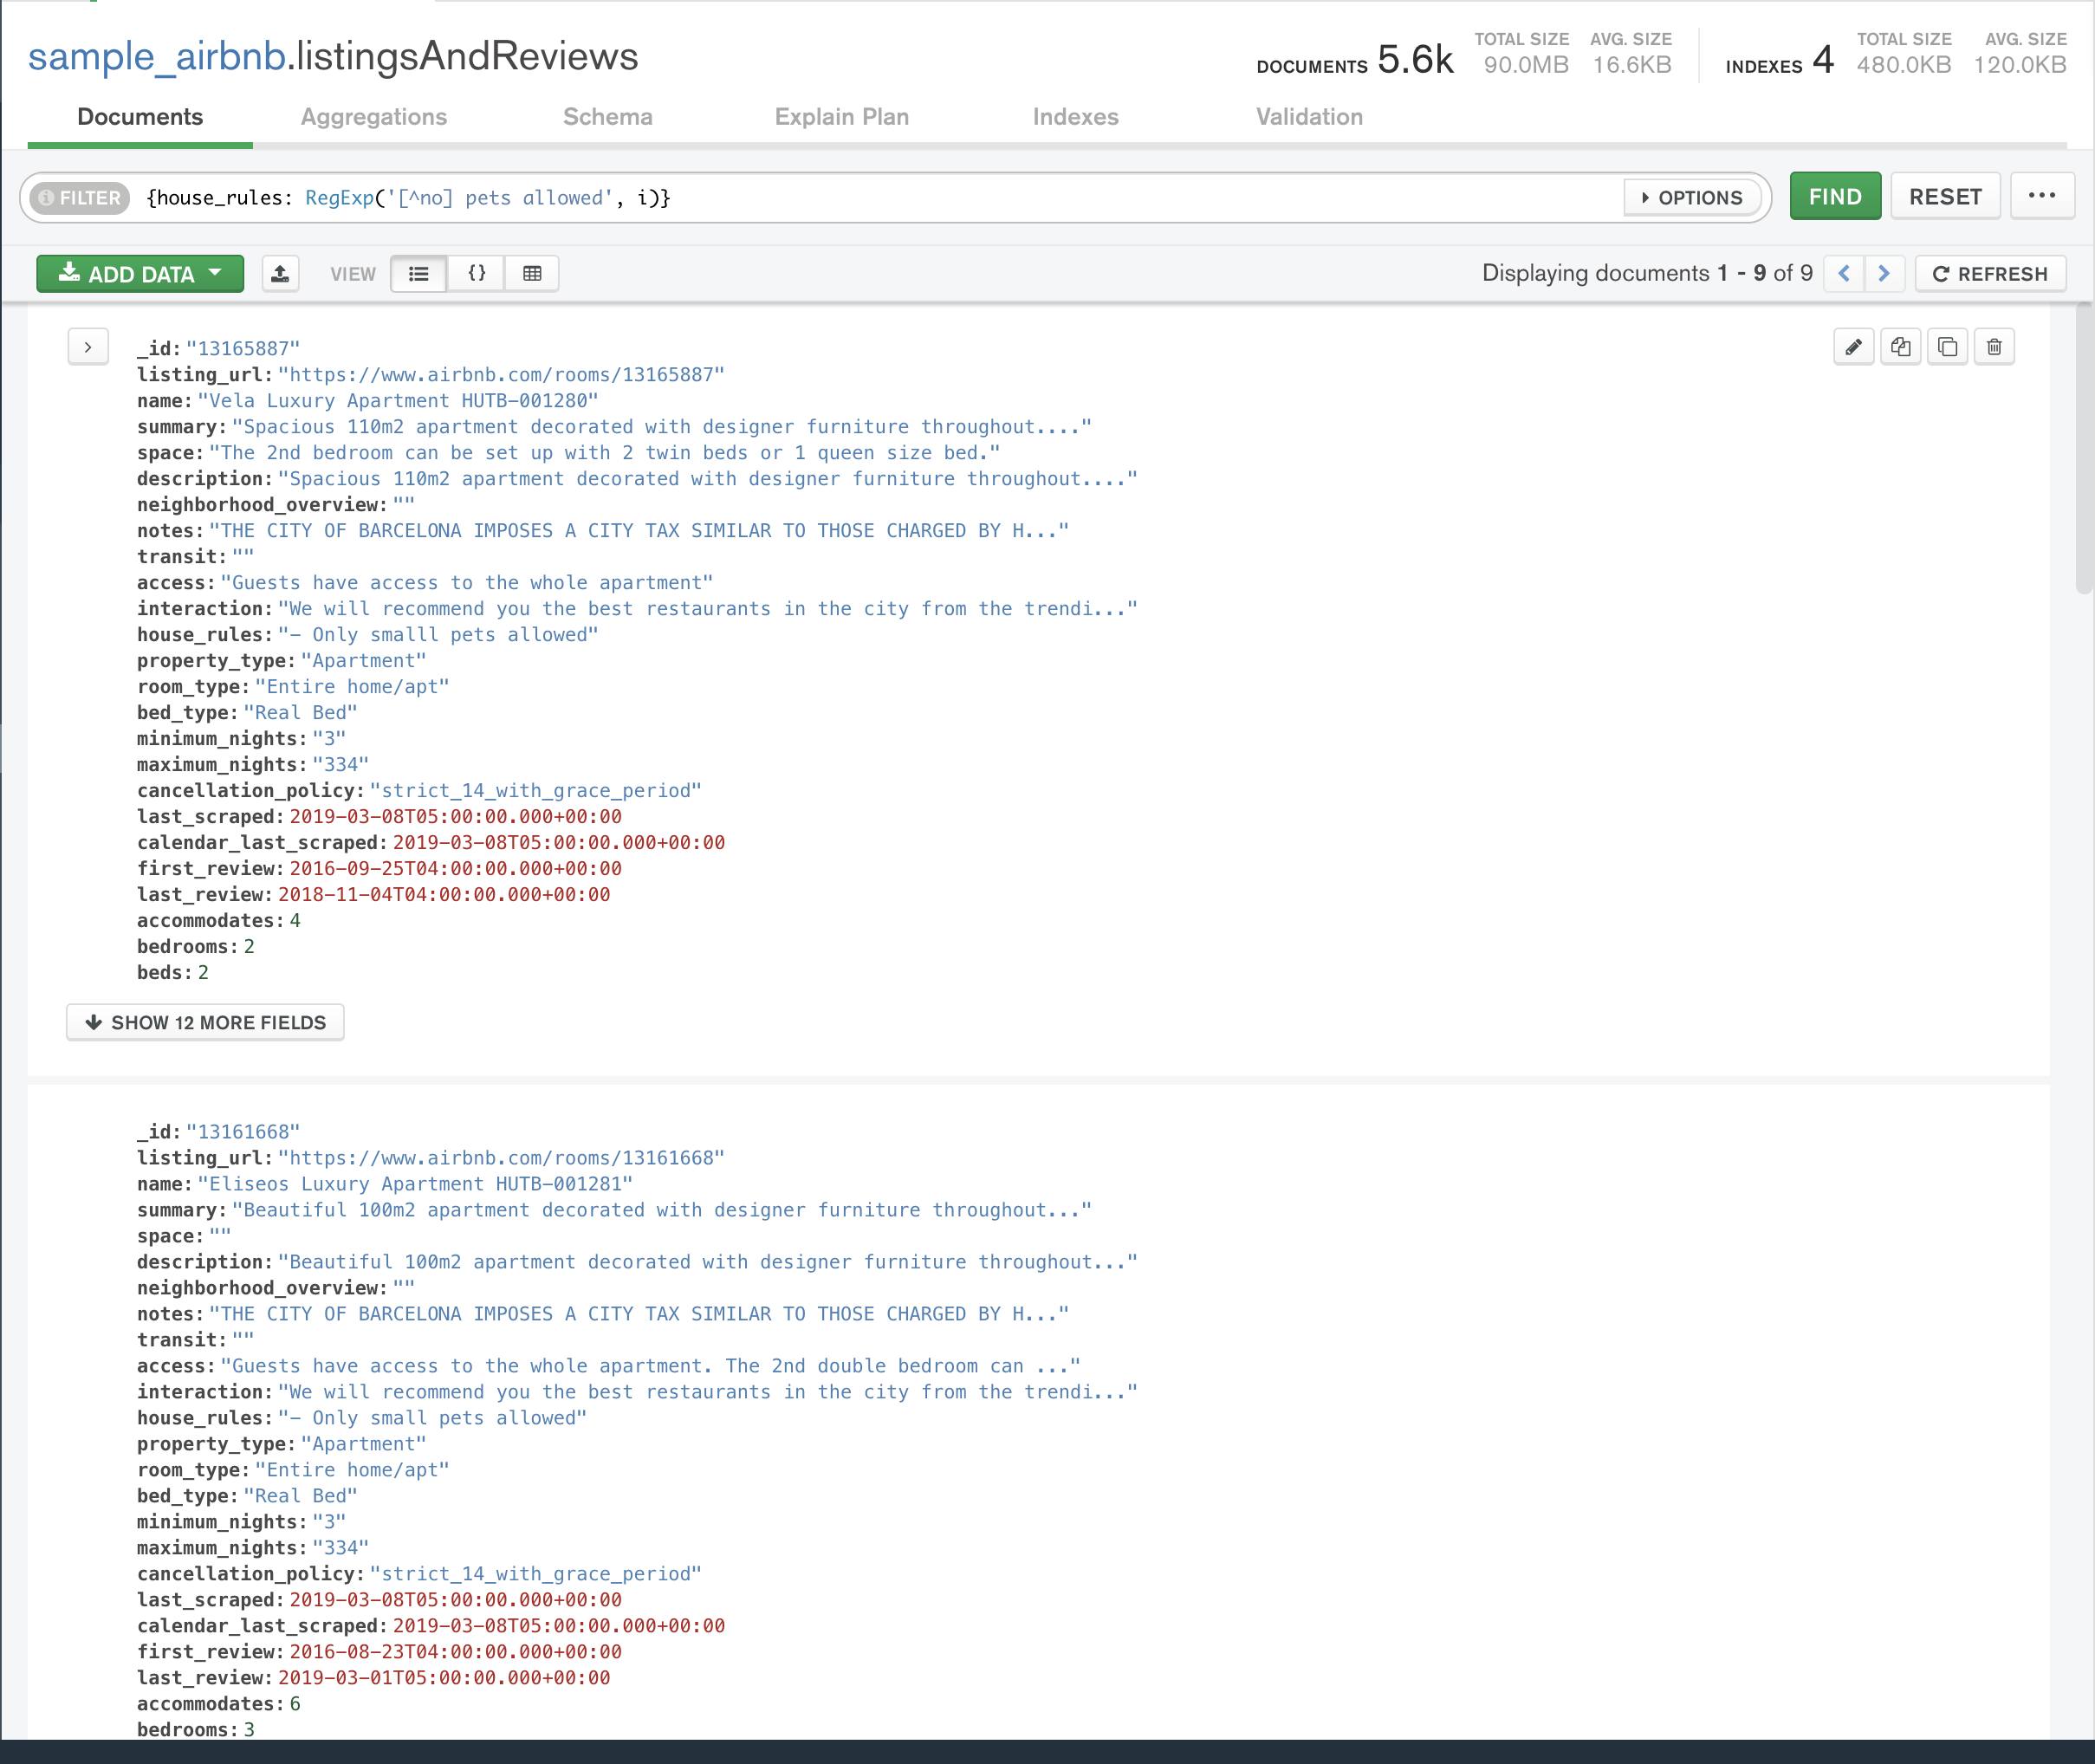 sample_airbnb.listingsAndReviews
DOCUMENTS 5.6k TOTAL SIZE 90.0MB AVG. SIZE 16.6KB INDEXES 4 TOTAL SIZE 480.0KB AVG. SIZE 120.0KB
Documents Aggregations Schema Explain Plan Indexes Validation
FILTER {house_rules: RegExp('[^no] pets allowed', i)} OPTIONS FIND RESET ...
ADD DATA VIEW {} Displaying documents 1 - 9 of 9 < > REFRESH
_id: "13165887"
listing_url: "https://www.airbnb.com/rooms/13165887"
name: "Vela Luxury Apartment HUTB-001280"
summary: "Spacious 110m2 apartment decorated with designer furniture throughout...."
space: "The 2nd bedroom can be set up with 2 twin beds or 1 queen size bed."
description: "Spacious 110m2 apartment decorated with designer furniture throughout...."
neighborhood_overview: ""
notes: "THE CITY OF BARCELONA IMPOSES A CITY TAX SIMILAR TO THOSE CHARGED BY H..."
transit: ""
access: "Guests have access to the whole apartment"
interaction: "We will recommend you the best restaurants in the city from the trendi..."
house_rules: "- Only smalll pets allowed"
property_type: "Apartment"
room_type: "Entire home/apt"
bed_type: "Real Bed"
minimum_nights: "3"
maximum_nights: "334"
cancellation_policy: "strict_14_with_grace_period"
last_scraped: 2019-03-08T05:00:00.000+00:00
calendar_last_scraped: 2019-03-08T05:00:00.000+00:00
first_review: 2016-09-25T04:00:00.000+00:00
last_review: 2018-11-04T04:00:00.000+00:00
accommodates: 4
bedrooms: 2
beds: 2
SHOW 12 MORE FIELDS
_id: "13161668"
listing_url: "https://www.airbnb.com/rooms/13161668"
name: "Eliseos Luxury Apartment HUTB-001281"
summary: "Beautiful 100m2 apartment decorated with designer furniture throughout..."
space: ""
description: "Beautiful 100m2 apartment decorated with designer furniture throughout..."
neighborhood_overview: ""
notes: "THE CITY OF BARCELONA IMPOSES A CITY TAX SIMILAR TO THOSE CHARGED BY H..."
transit: ""
access: "Guests have access to the whole apartment. The 2nd double bedroom can ..."
interaction: "We will recommend you the best restaurants in the city from the trendi..."
house_rules: "- Only small pets allowed"
property_type: "Apartment"
room_type: "Entire home/apt"
bed_type: "Real Bed"
minimum_nights: "3"
maximum_nights: "334"
cancellation_policy: "strict_14_with_grace_period"
last_scraped: 2019-03-08T05:00:00.000+00:00
calendar_last_scraped: 2019-03-08T05:00:00.000+00:00
first_review: 2016-08-23T04:00:00.000+00:00
last_review: 2019-03-01T05:00:00.000+00:00
accommodates: 6
bedrooms: 3